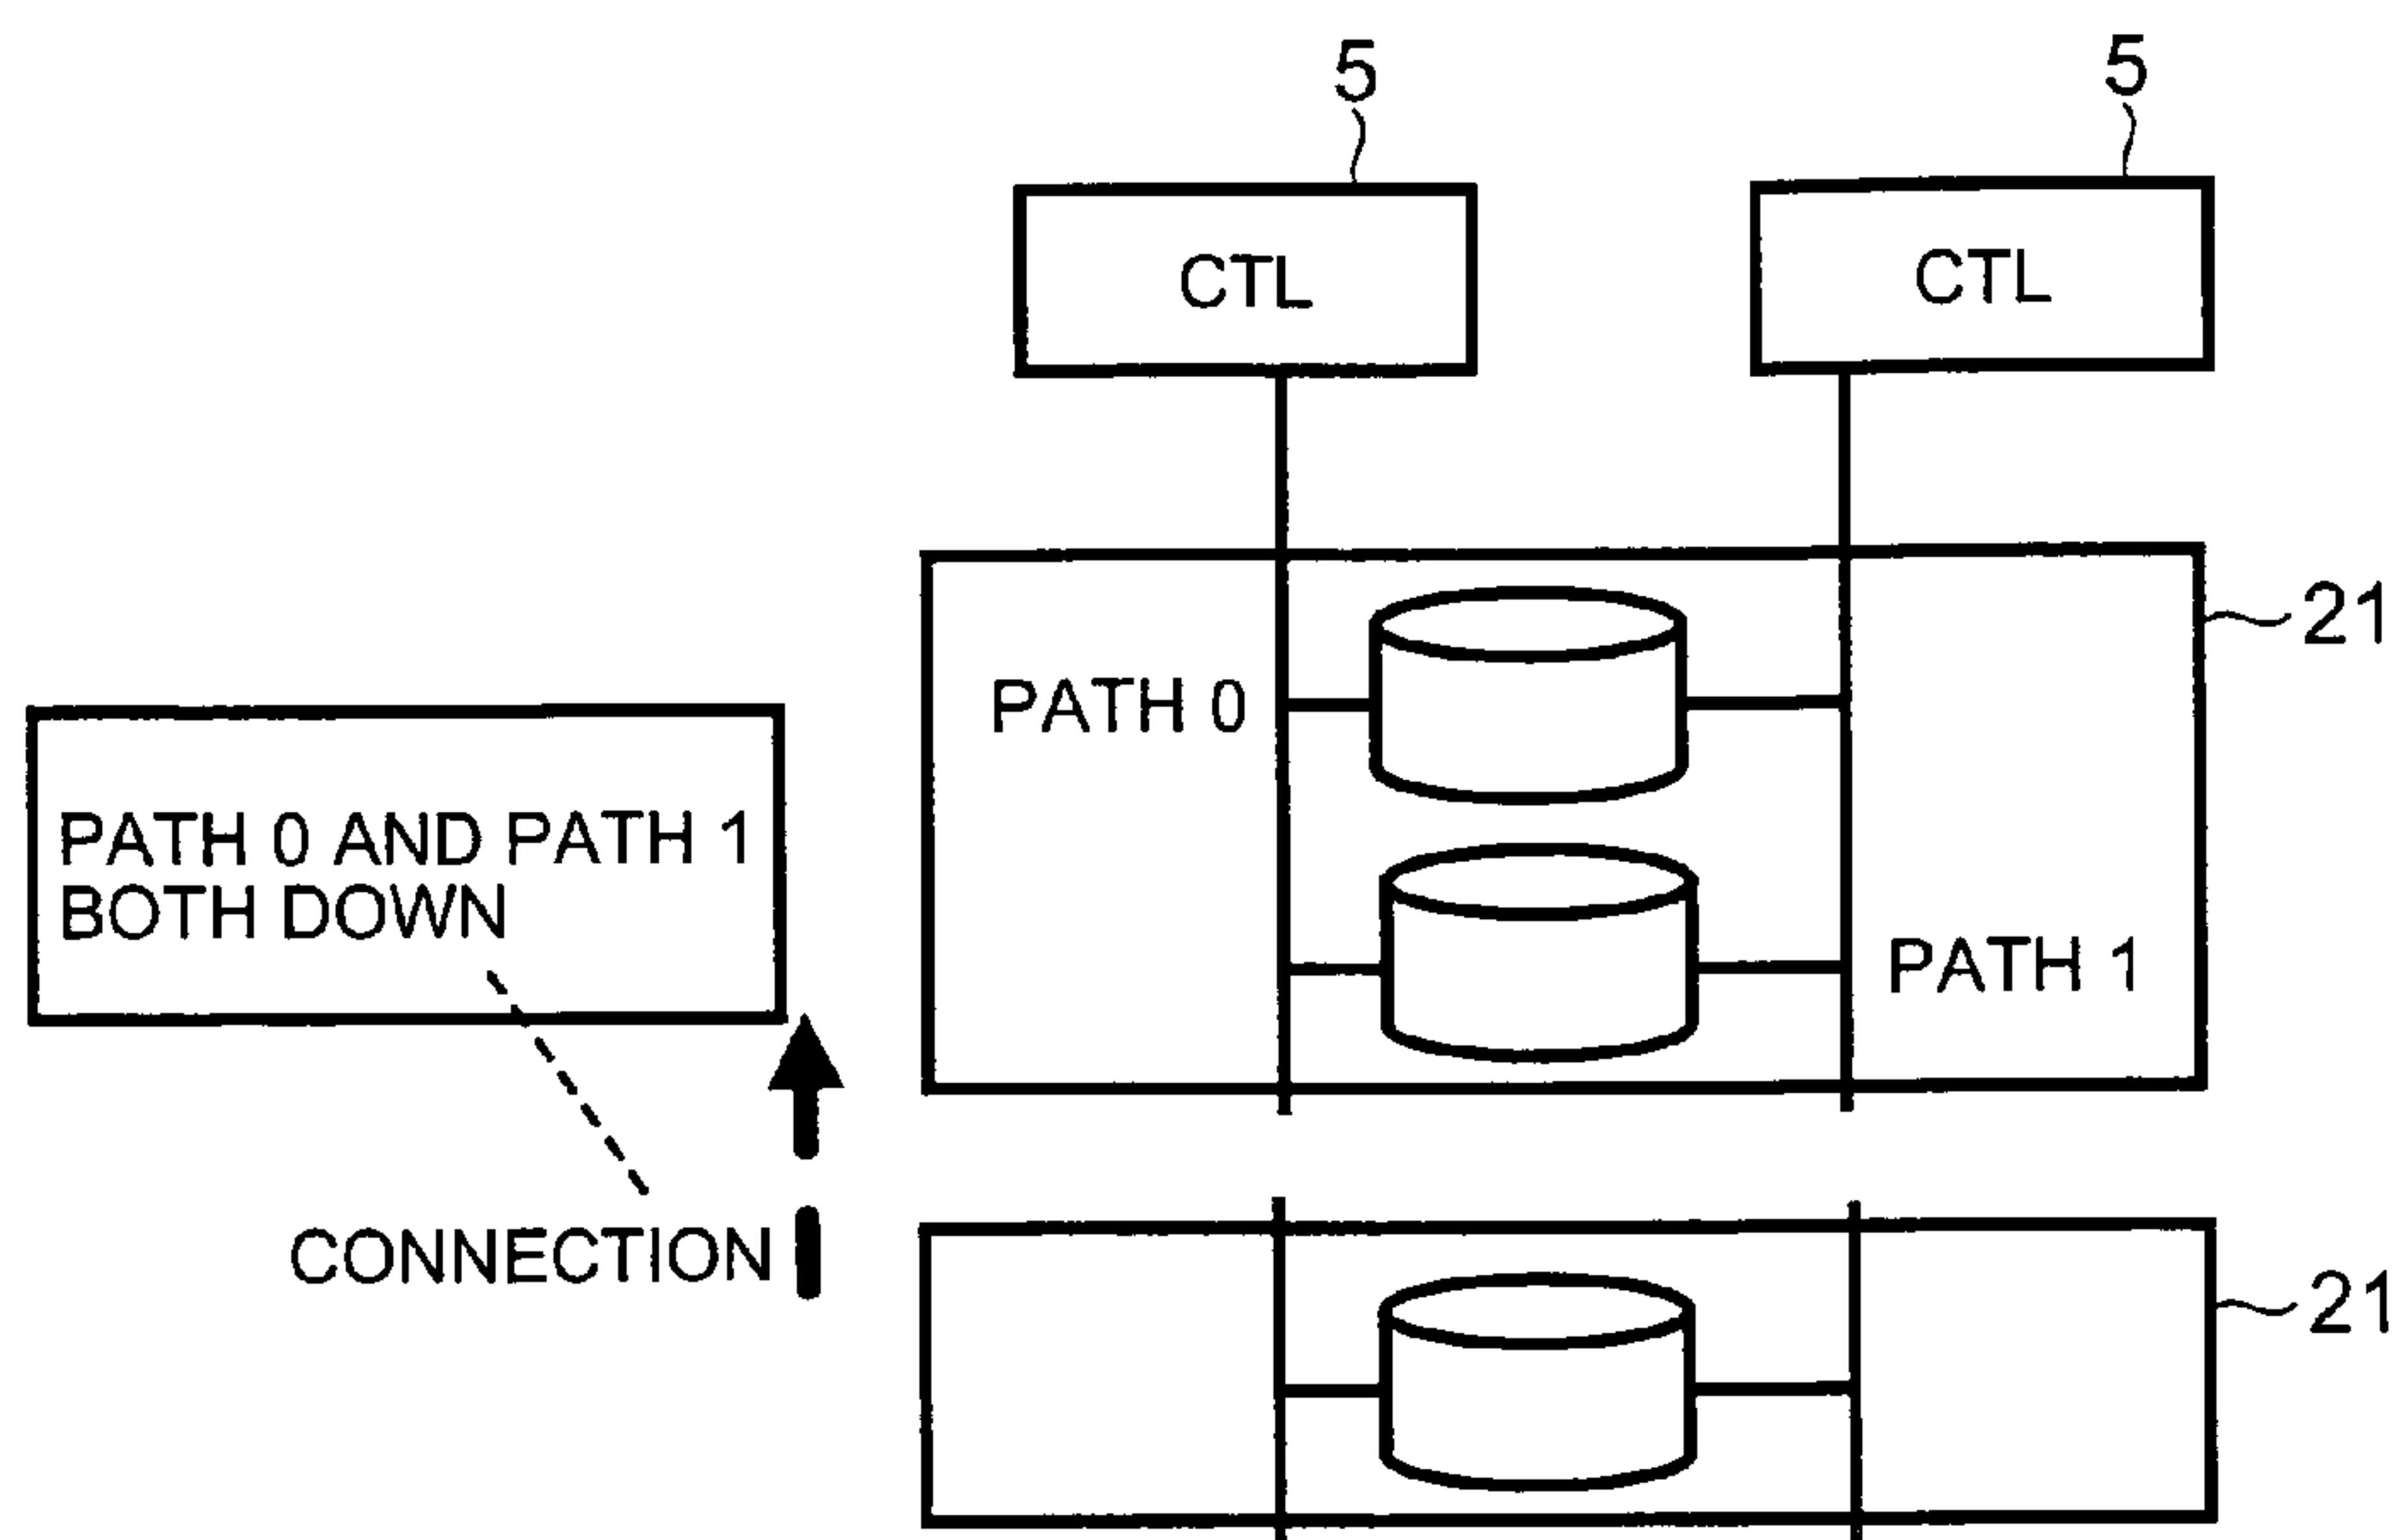 5
5
CTL
CTL
21
PATH 0
PATH 0 AND PATH 1
BOTH DOWN
PATH 1
CONNECTION
21